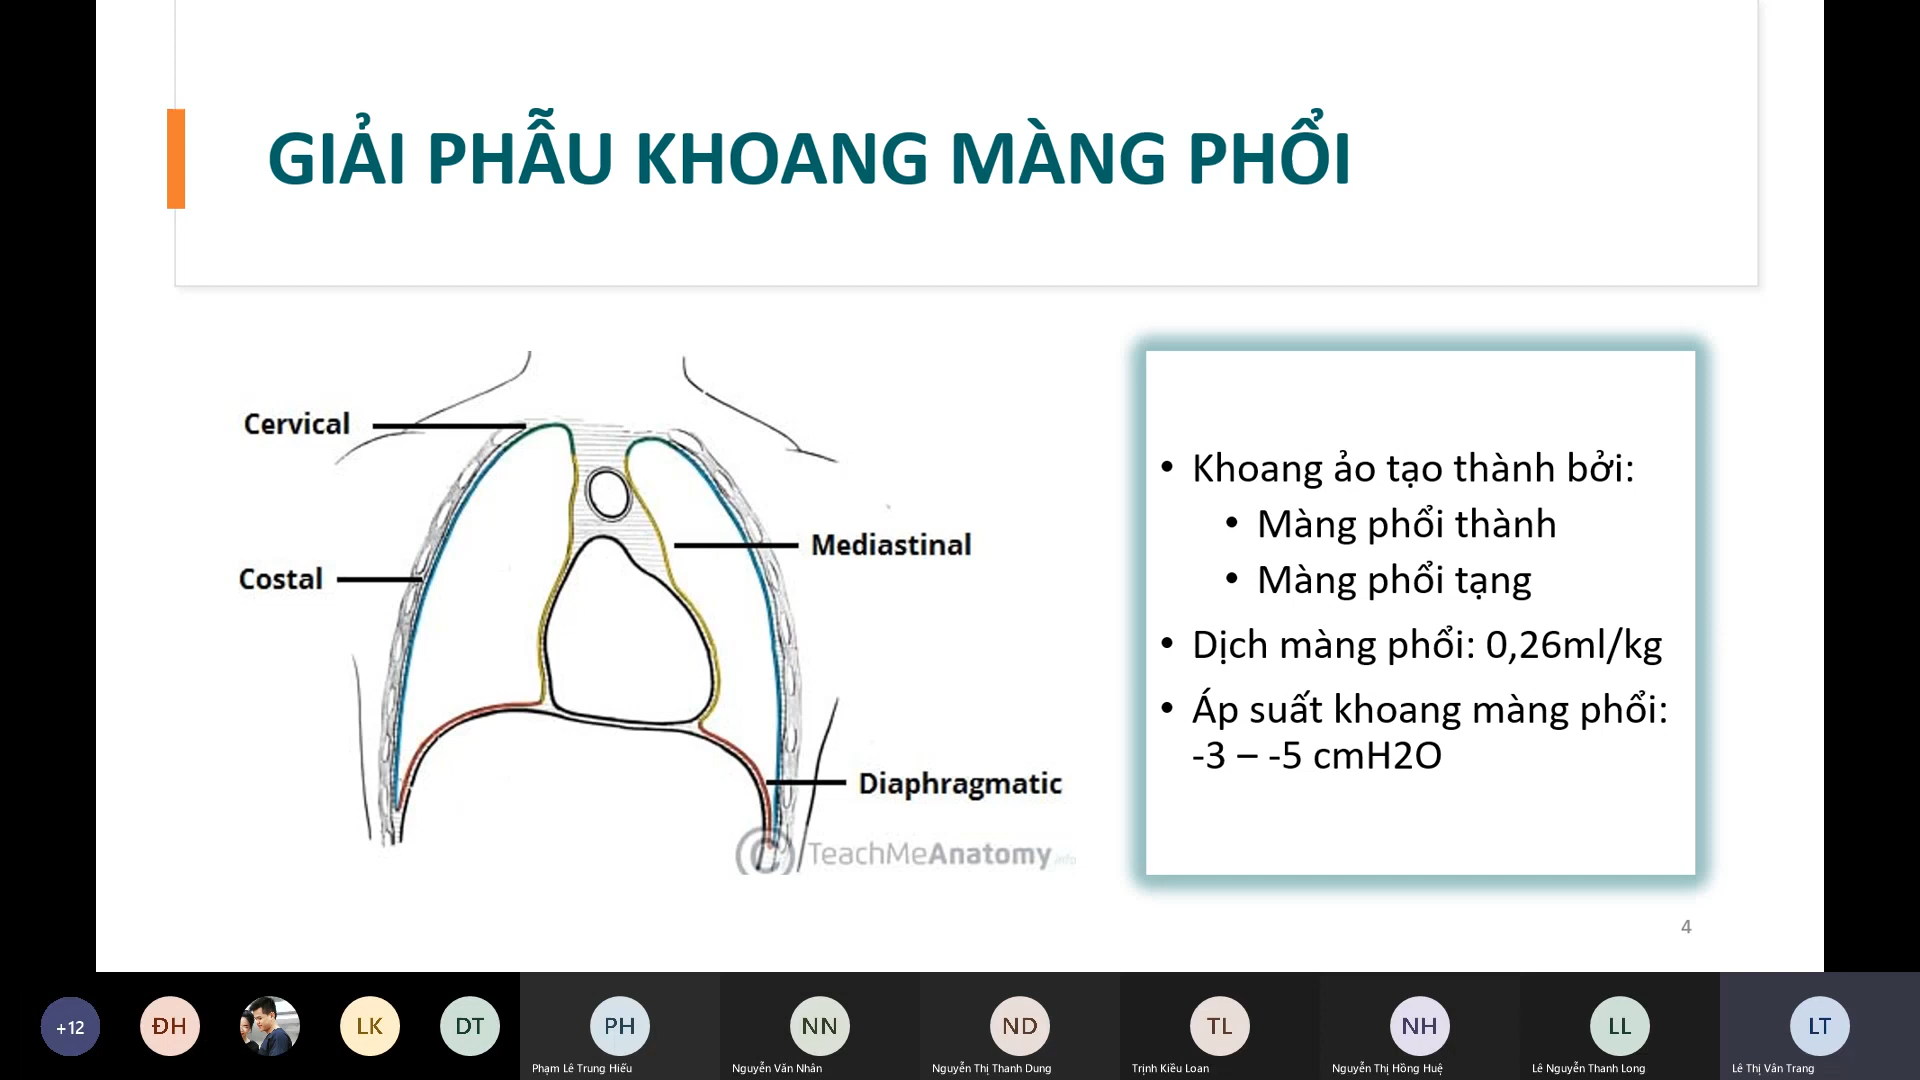 GIẢI PHẪU KHOANG MÀNG PHỔI
Cervical
Costal
Mediastinal
Diaphragmatic
© TeachMeAnatomy.info
• Khoang ảo tạo thành bởi:
• Màng phổi thành
• Màng phổi tạng
• Dịch màng phổi: 0,26ml/kg
• Áp suất khoang màng phổi:
-3 – -5 cmH2O
4
+12
ĐH
LK
DT
PH
Phạm Lê Trung Hiếu
NN
Nguyễn Văn Nhân
ND
Nguyễn Thị Thanh Dung
TL
Trịnh Kiều Loan
NH
Nguyễn Thị Hồng Huệ
LL
Lê Nguyễn Thanh Long
LT
Lê Thị Vân Trang